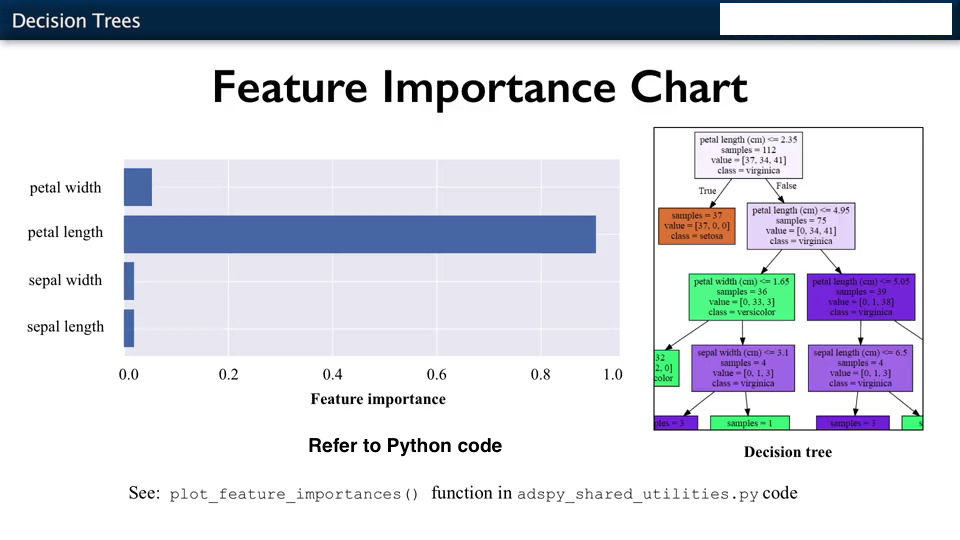 Decision Trees
Feature Importance Chart
petal width
petal length
sepal width
sepal length
0.0 0.2 0.4 0.6 0.8 1.0
Feature importance
petal length (cm) <= 2.35
samples = 112
value = [37, 34, 41]
class = virginica
True
False
samples = 37
value = [37, 0, 0]
class = setosa
petal length (cm) <= 4.95
samples = 75
value = [0, 34, 41]
class = virginica
petal width (cm) <= 1.65
samples = 36
value = [0, 33, 3]
class = versicolor
petal length (cm) <= 5.05
samples = 39
value = [0, 1, 38]
class = virginica
32
2, 0]
color
sepal width (cm) <= 3.1
samples = 4
value = [0, 1, 3]
class = virginica
sepal length (cm) <= 6.5
samples = 4
value = [0, 1, 3]
class = virginica
ples = 3
samples = 1
samples = 3
s
Decision tree
Refer to Python code
See: plot_feature_importances() function in adspy_shared_utilities.py code